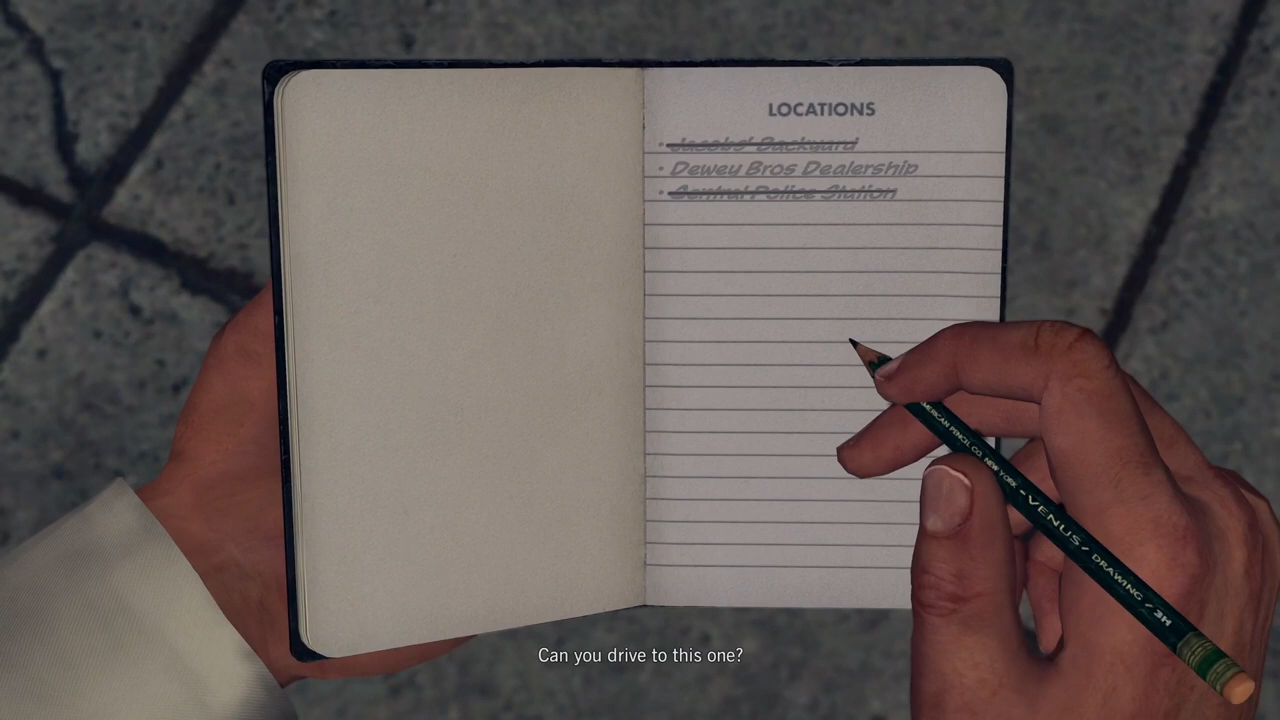 LOCATIONS
· Jacobs' Backyard
· Dewey Bros Dealership
· Central Police Station
AMERICAN PENCIL CO. NEW YORK - VENUS / DRAWING / 3H
Can you drive to this one?